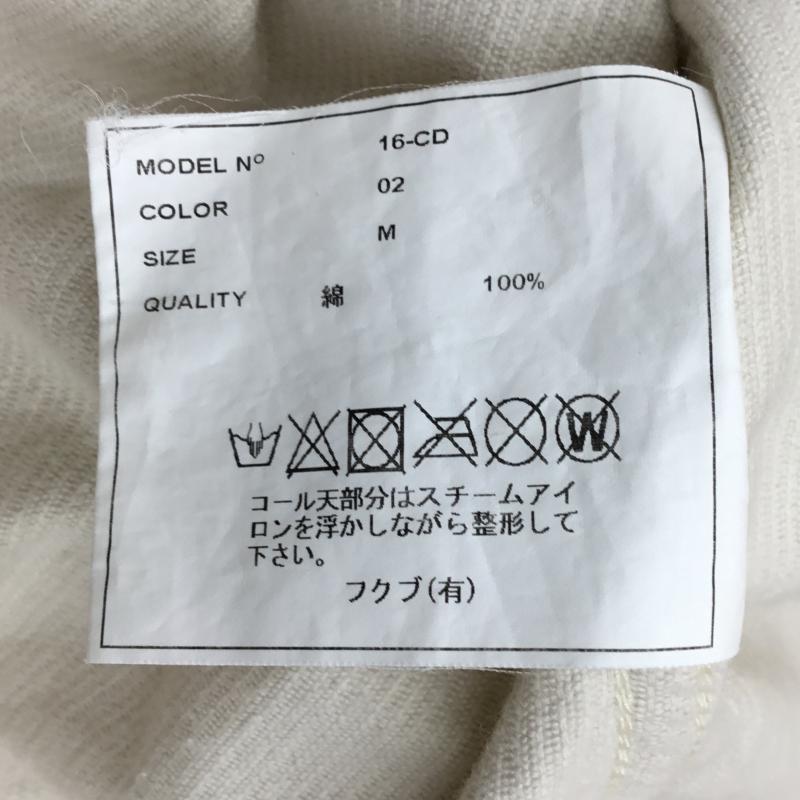 MODEL Nº 16-CD
COLOR 02
SIZE M
QUALITY 綿 100%
W
コール天部分はスチームアイ
ロンを浮かしながら整形して
下さい。
フクブ(有)